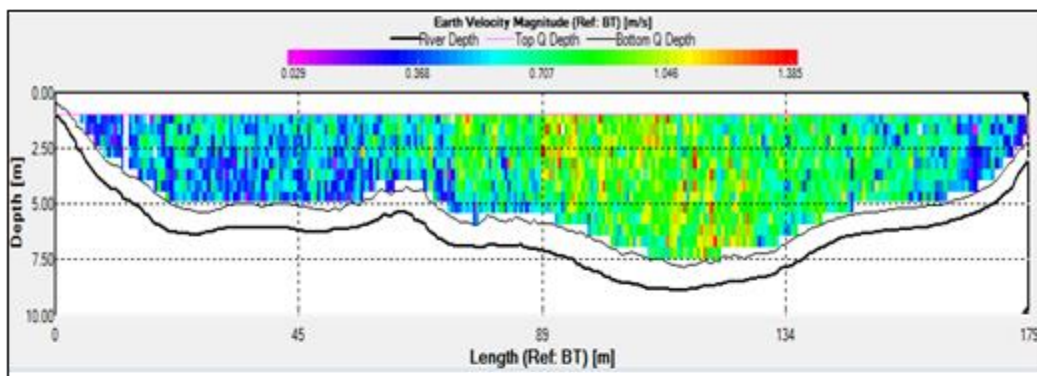 Earth Velocity Magnitude (Ref: BT) [m/s]
River Depth Top Q Depth Bottom Q Depth
0.029 0.368 0.707 1.046 1.385
0.00
2.50
5.00
7.50
10.00
Depth [m]
0 45 89 134 179
Length (Ref: BT) [m]